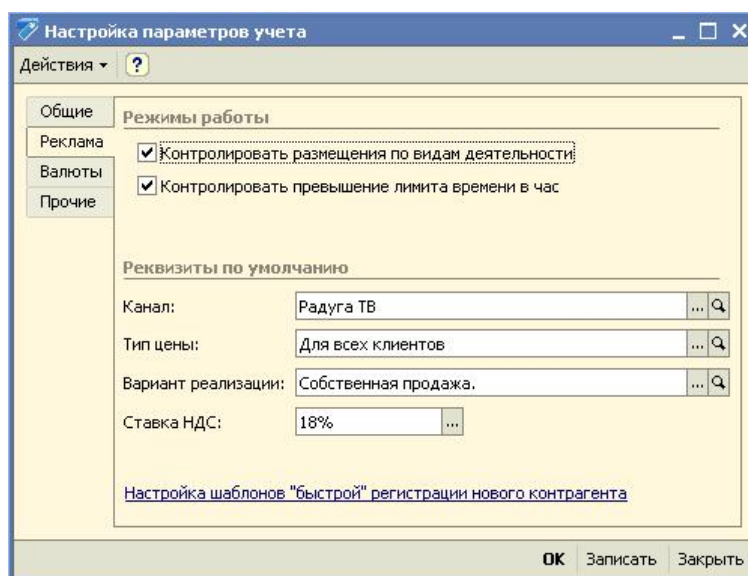 Настройка параметров учета
Действия
?
Общие
Реклама
Валюты
Прочие
Режимы работы
Контролировать размещения по видам деятельности
Контролировать превышение лимита времени в час
Реквизиты по умолчанию
Канал: Радуга ТВ ...
Тип цены: Для всех клиентов ...
Вариант реализации: Собственная продажа. ...
Ставка НДС: 18% ...
Настройка шаблонов "быстрой" регистрации нового контрагента
OK Записать Закрыть